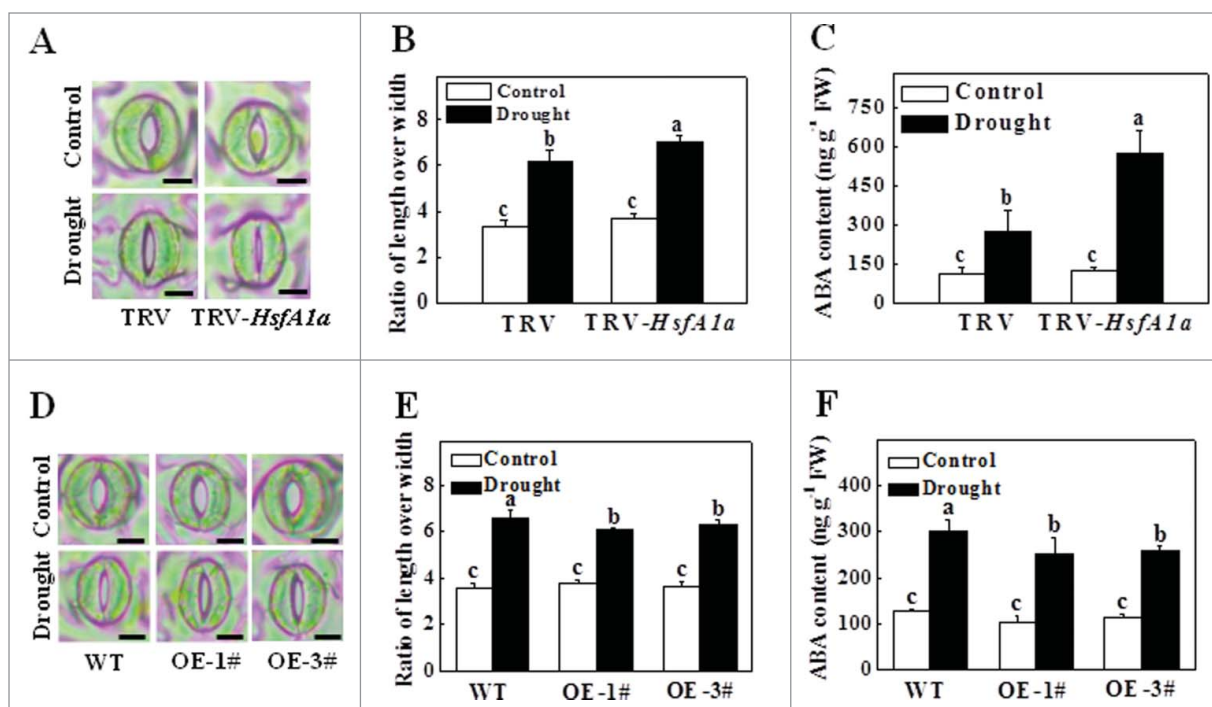 A
Control
Drought
TRV TRV-HsfA1a
B
Ratio of length over width
8
6
4
2
0
Control
Drought
c
b
c
a
TRV TRV-HsfA1a
C
ABA content (ng g⁻¹ FW)
750
600
450
300
150
0
Control
Drought
c
b
c
a
TRV TRV-HsfA1a
D
Control
Drought
WT OE-1# OE-3#
E
Ratio of length over width
8
6
4
2
0
Control
Drought
c
a
c
b
c
b
WT OE-1# OE-3#
F
ABA content (ng g⁻¹ FW)
400
300
200
100
0
Control
Drought
c
a
c
b
c
b
WT OE-1# OE-3#